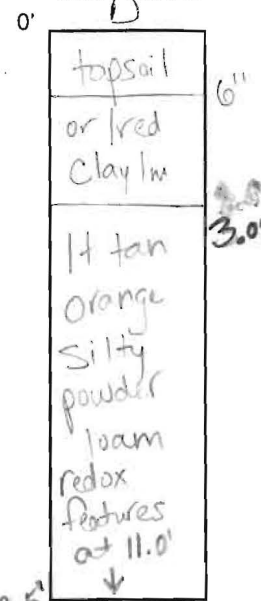 D
0'
topsoil
6"
or/red
clay lm
3.0'
lt tan
orange
silty
powder
loam
redox
features
at 11.0'